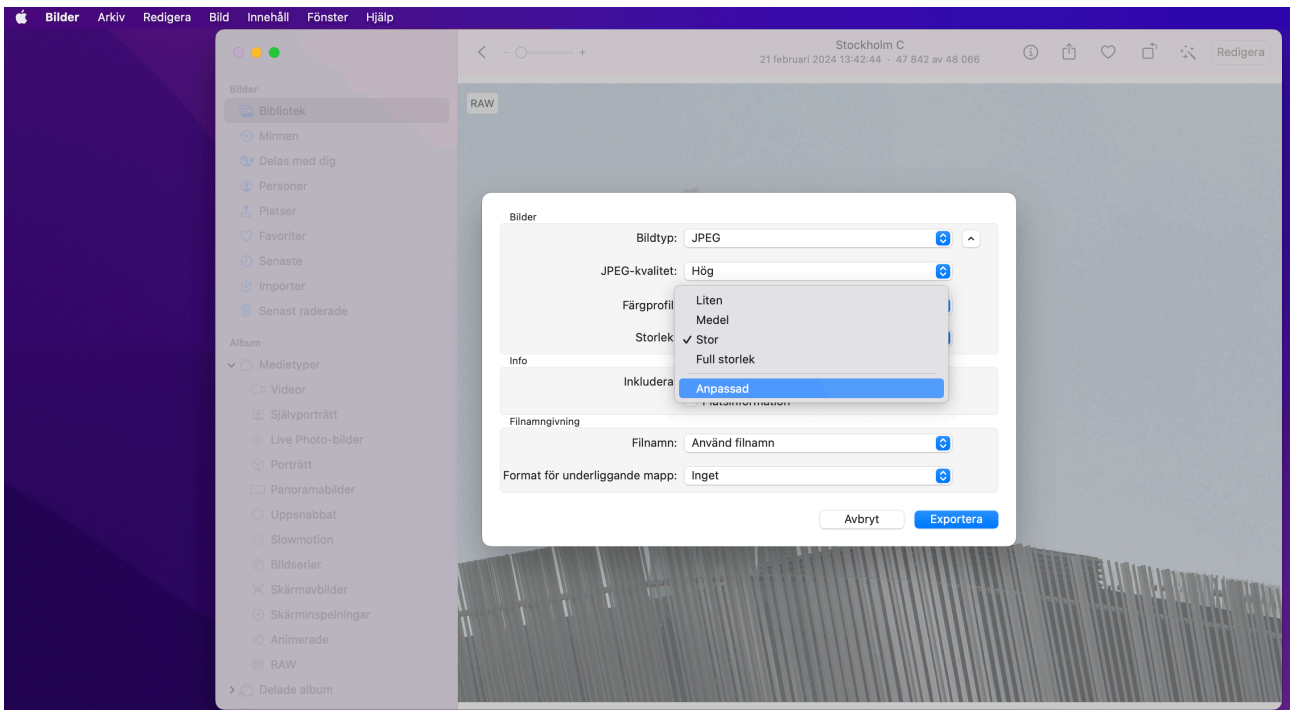 Bilder Arkiv Redigera Bild Innehåll Fönster Hjälp
Stockholm C
21 februari 2024 13:42:44 · 47 842 av 48 066
Redigera
Bilder
Bibliotek
Minnen
Delas med dig
Personer
Platser
Favoriter
Senaste
Importer
Senast raderade
Album
Medietyper
Videor
Självporträtt
Live Photo-bilder
Porträtt
Panoramabilder
Uppsnabbat
Slowmotion
Bildserier
Skärmavbilder
Skärminspelningar
Animerade
RAW
Delade album
RAW
Bilder
Bildtyp: JPEG
JPEG-kvalitet: Hög
Färgprofil
Storlek
Liten
Medel
Stor
Full storlek
Anpassad
Info
Inkludera
Platsinformation
Filnamngivning
Filnamn: Använd filnamn
Format för underliggande mapp: Inget
Avbryt Exportera